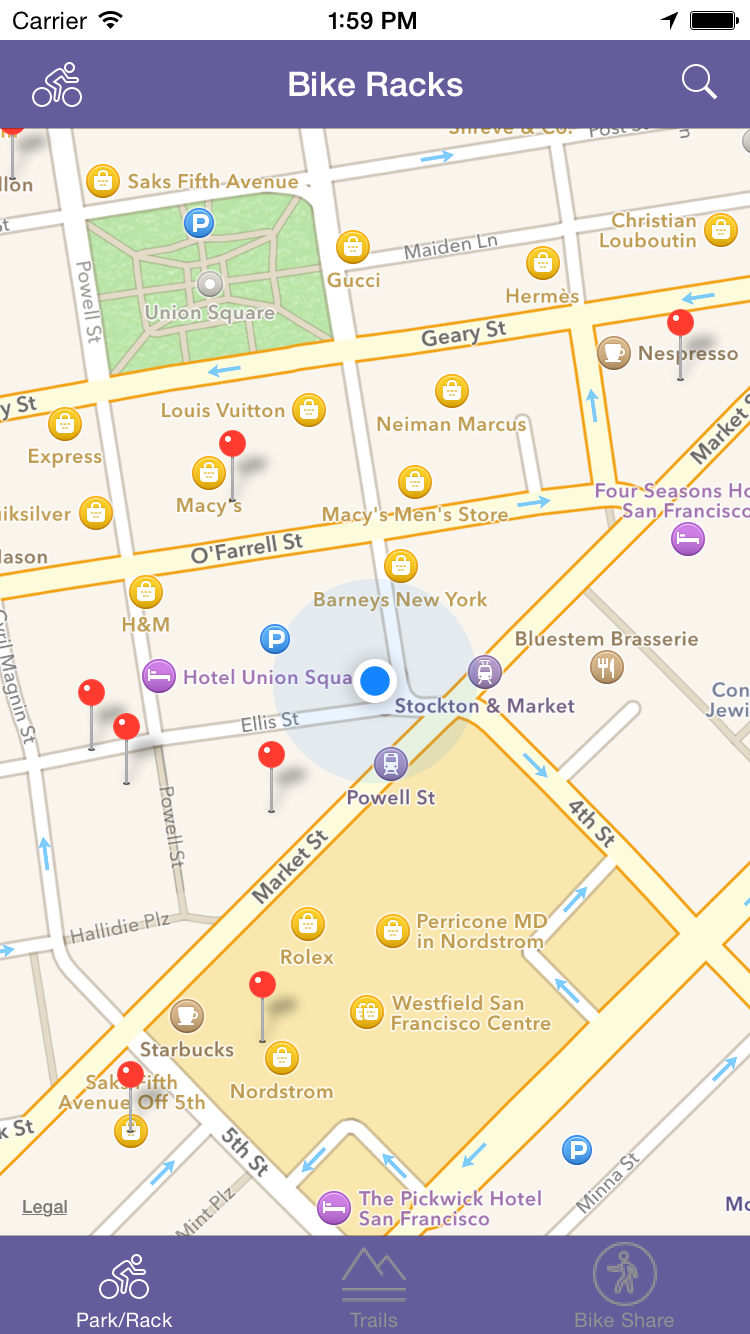 Carrier 1:59 PM
Bike Racks
Shreve & Co. Post St
Saks Fifth Avenue
Christian
Louboutin
Maiden Ln
Gucci
Powell St
Hermès
Union Square
Geary St
Nespresso
y St
Louis Vuitton
Neiman Marcus
Market S
Express
Macy's
Four Seasons Ho
San Francisco
iksilver
Macy's Men's Store
O'Farrell St
ason
Barneys New York
H&M
Cyril Magnin St
Bluestem Brasserie
P
Hotel Union Squa
Stockton & Market
Con
Jewi
Ellis St
Powell St
Powell St
4th St
Market St
Hallidie Plz
Perricone MD
in Nordstrom
Rolex
Westfield San
Francisco Centre
Starbucks
Saks Fifth
Avenue Off 5th
Nordstrom
k St
5th St
P
Minna St
Mint Plz
The Pickwick Hotel
San Francisco
Legal
Mo
Park/Rack Trails Bike Share